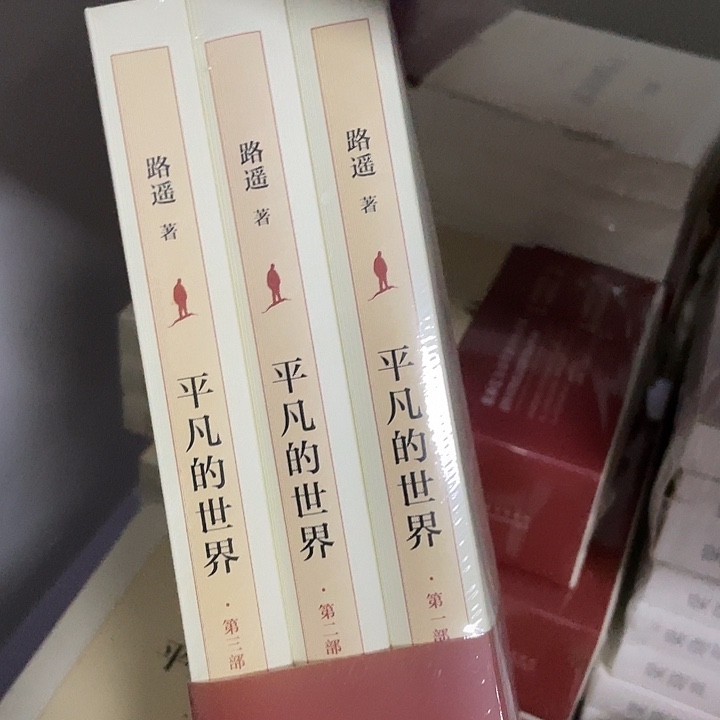 路遥 著
平凡的世界·第三部
路遥 著
平凡的世界·第二部
路遥 著
平凡的世界·第一部